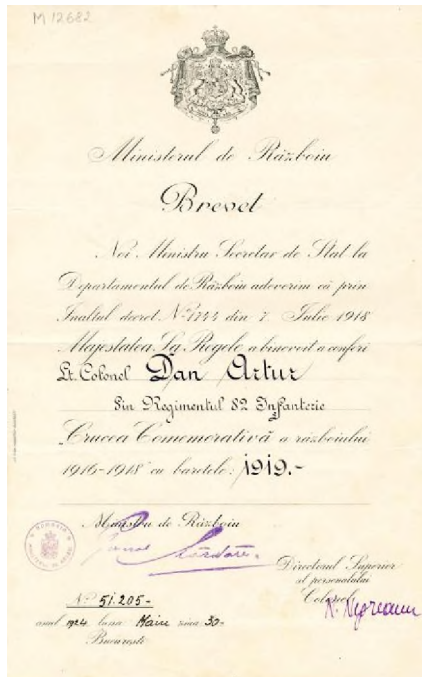 M 12682
Ministerul de Războiu
Brevet
Noi Ministru Secretar de Stat la
Departamentul de Războiu adeverim că prin
Inaltul decret No 1744 din 7. Iulie 1918
Majestatea Sa Regele a binevoit a conferi
Lt. Colonel Dan Artur
din Regimentul 82 Infanterie
"Crucea Comemorativă a războiului
1916-1918" cu baretele: 1919.-
Ministru de Războiu
Directorul Superior
al personalului
Colonel
No 51.205-
anul 1924 luna Maiu ziua 30-
Bucureşti